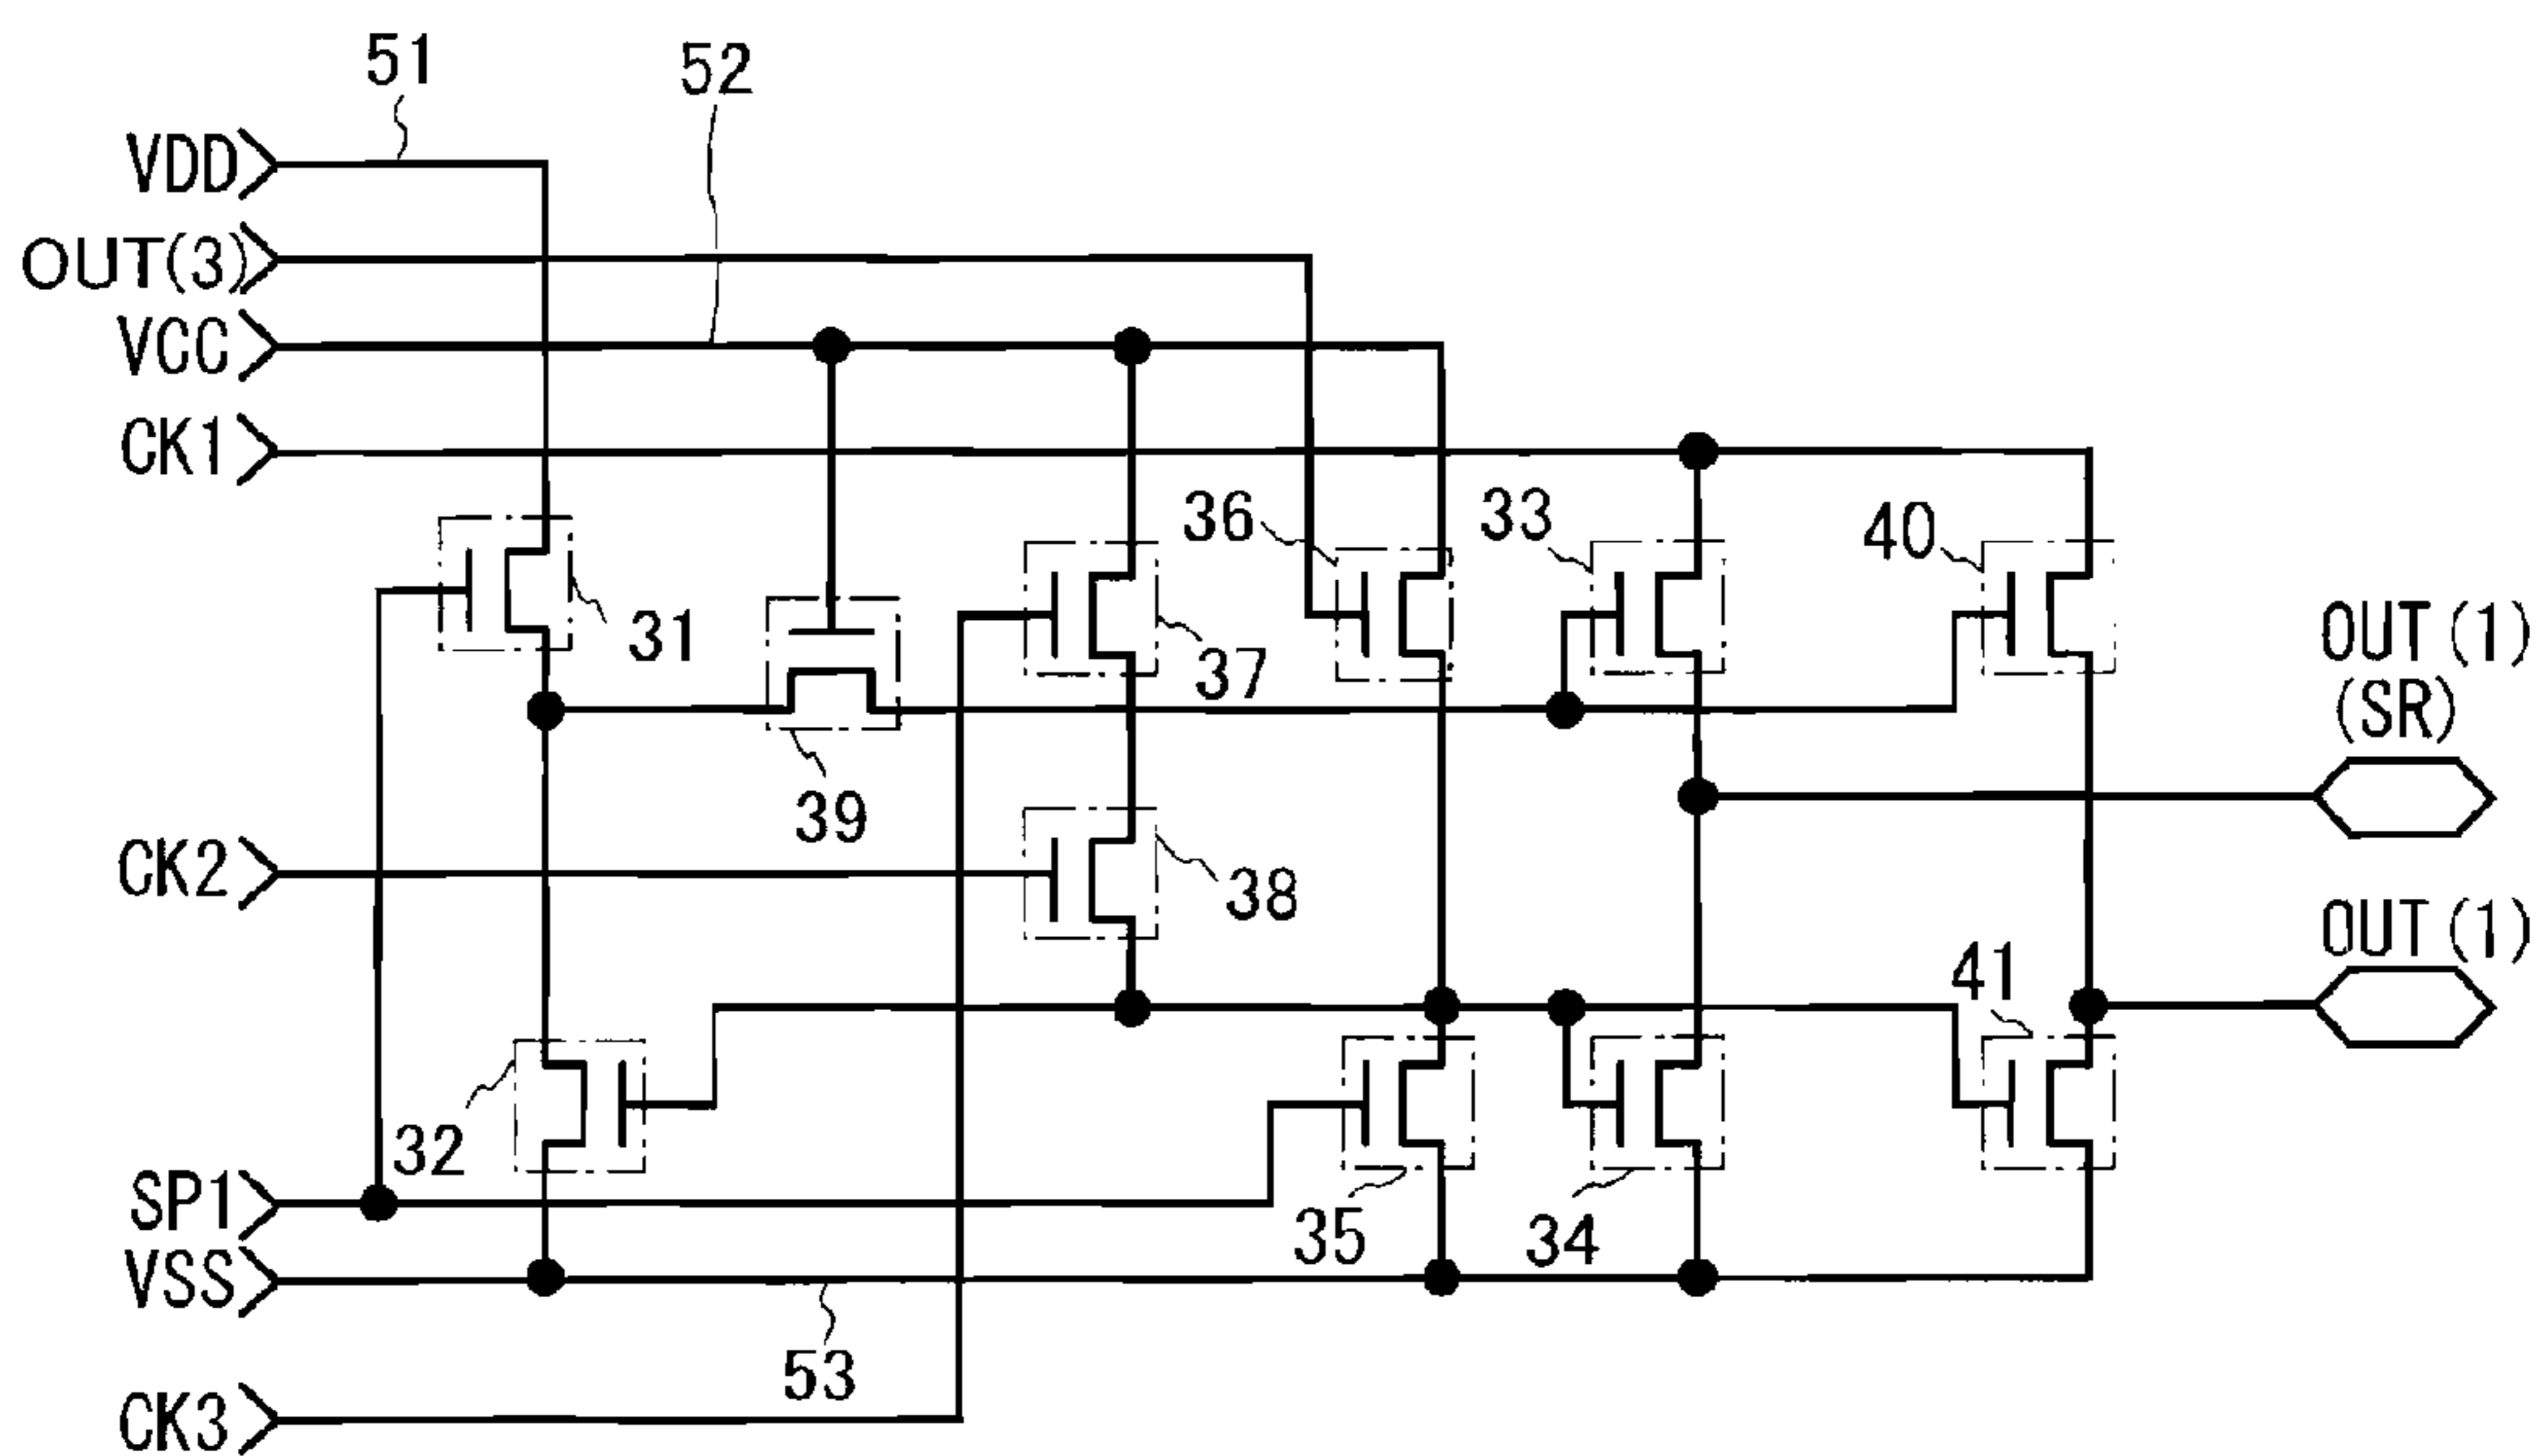 51
52
VDD
OUT(3)
VCC
CK1
36
33
40
31
37
OUT(1)
(SR)
39
CK2
38
OUT(1)
41
32
SP1
35
34
VSS
53
CK3